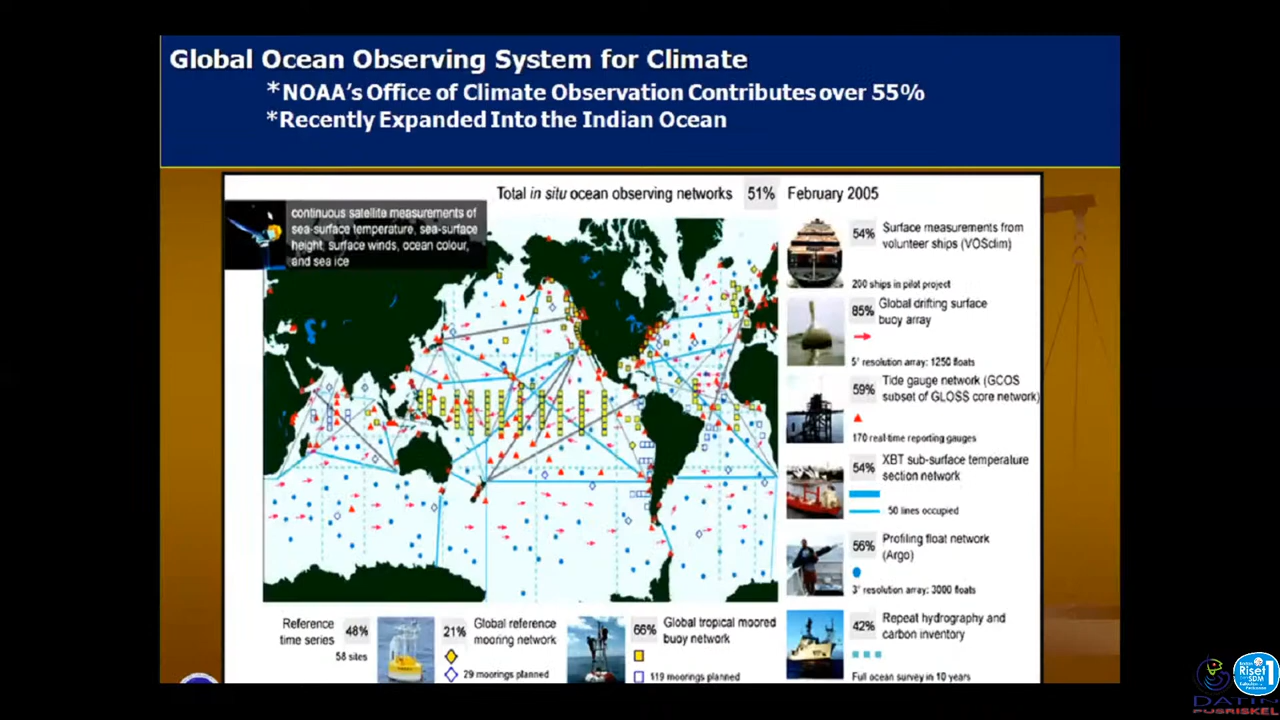 Global Ocean Observing System for Climate
*NOAA's Office of Climate Observation Contributes over 55%
*Recently Expanded Into the Indian Ocean
Total in situ ocean observing networks 51% February 2005
continuous satellite measurements of
sea-surface temperature, sea-surface
height, surface winds, ocean colour,
and sea ice
54% Surface measurements from
volunteer ships (VOSclim)
200 ships in pilot project
85% Global drifting surface
buoy array
5° resolution array: 1250 floats
59% Tide gauge network (GCOS
subset of GLOSS core network)
170 real-time reporting gauges
54% XBT sub-surface temperature
section network
50 lines occupied
56% Profiling float network
(Argo)
3° resolution array: 3000 floats
42% Repeat hydrography and
carbon inventory
Full ocean survey in 10 years
Reference
time series 48%
58 sites
21% Global reference
mooring network
29 moorings planned
66% Global tropical moored
buoy network
119 moorings planned
Riset
SDM
1
DATIN
PUSRISKEL